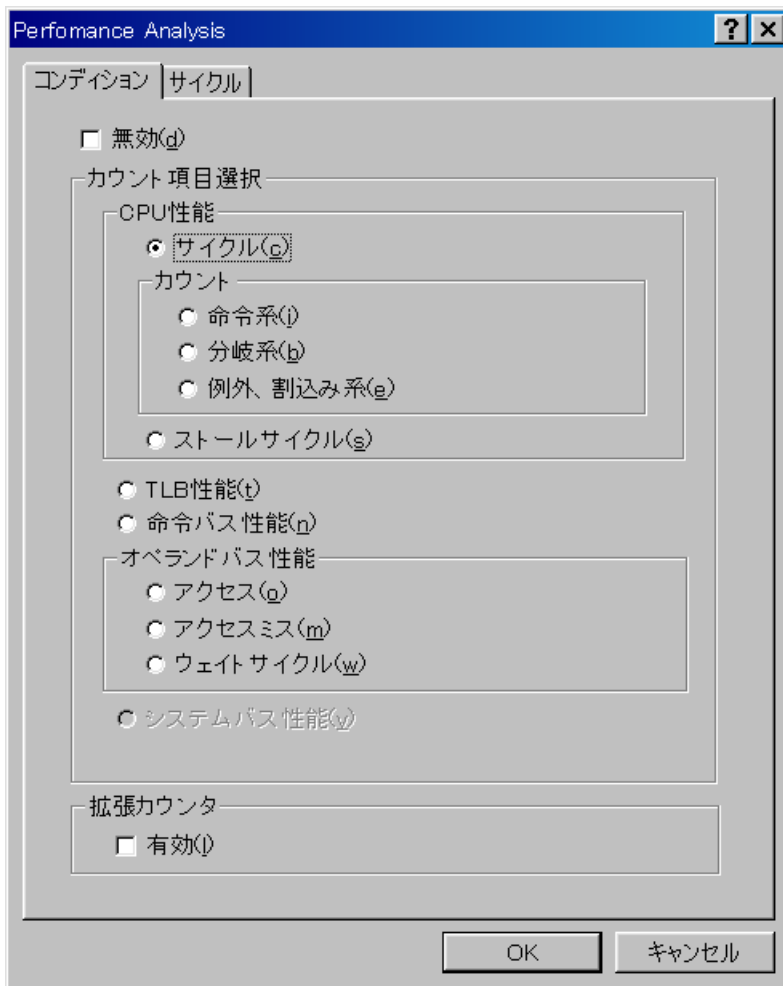 Perfomance Analysis
コンディション サイクル
無効(d)
カウント項目選択
CPU性能
サイクル(c)
カウント
命令系(i)
分岐系(b)
例外、割込み系(e)
ストールサイクル(s)
TLB性能(t)
命令バス性能(n)
オペランドバス性能
アクセス(o)
アクセスミス(m)
ウェイトサイクル(w)
システムバス性能(y)
拡張カウンタ
有効(l)
OK キャンセル